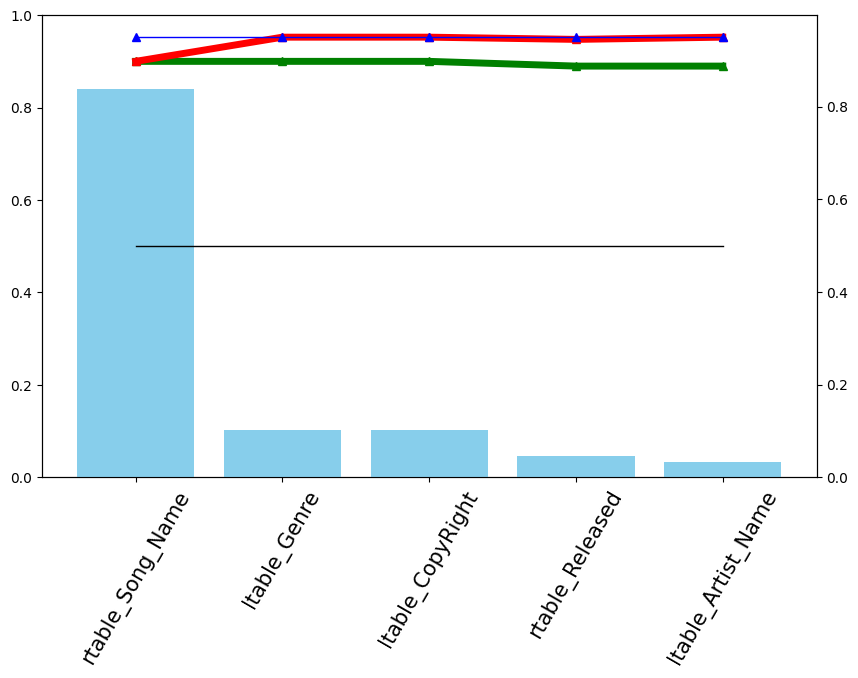 1.0
0.8
0.6
0.4
0.2
0.0
0.8
0.6
0.4
0.2
0.0
rtable_Song_Name
ltable_Genre
ltable_CopyRight
rtable_Released
ltable_Artist_Name